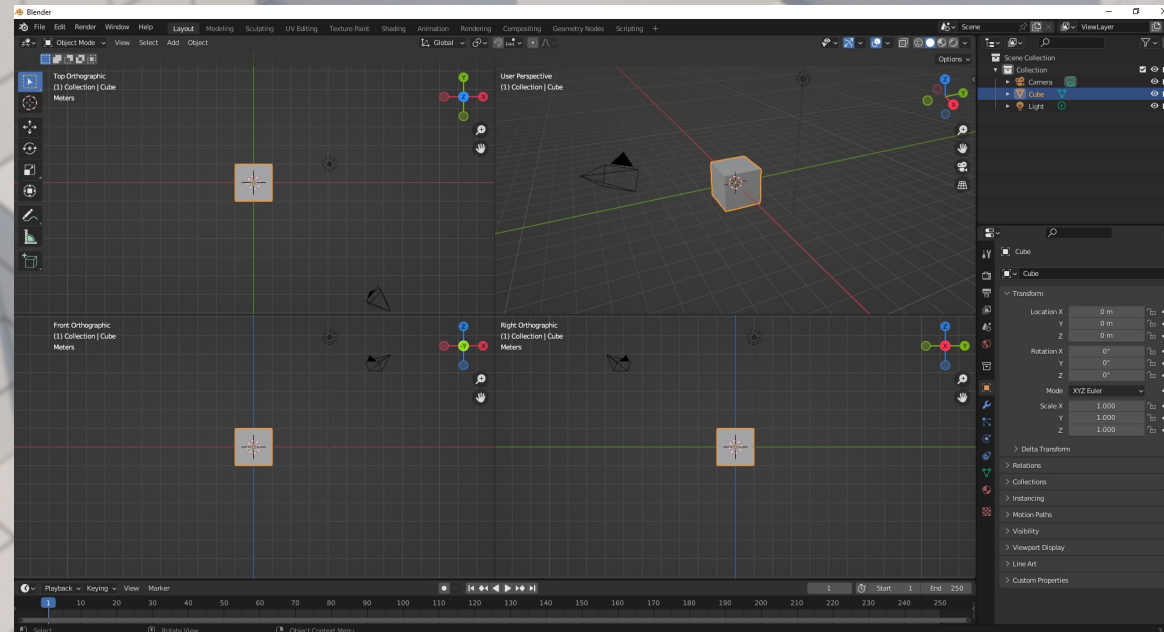 Blender
File Edit Render Window Help Layout Modeling Sculpting UV Editing Texture Paint Shading Animation Rendering Compositing Geometry Nodes Scripting + Scene ViewLayer
Object Mode View Select Add Object Global
Options
Top Orthographic
(1) Collection | Cube
Meters
Y
X
Z
User Perspective
(1) Collection | Cube
Z
Y
X
Front Orthographic
(1) Collection | Cube
Meters
Z
-Y
X
Right Orthographic
(1) Collection | Cube
Meters
Z
X
Y
Scene Collection
Collection
Camera
Cube
Light
Cube
Cube
Transform
Location X 0 m
Y 0 m
Z 0 m
Rotation X 0°
Y 0°
Z 0°
Mode XYZ Euler
Scale X 1.000
Y 1.000
Z 1.000
Delta Transform
Relations
Collections
Instancing
Motion Paths
Visibility
Viewport Display
Line Art
Custom Properties
Playback Keying View Marker 1 Start 1 End 250
1 10 20 30 40 50 60 70 80 90 100 110 120 130 140 150 160 170 180 190 200 210 220 230 240 250
Select Rotate View Object Context Menu